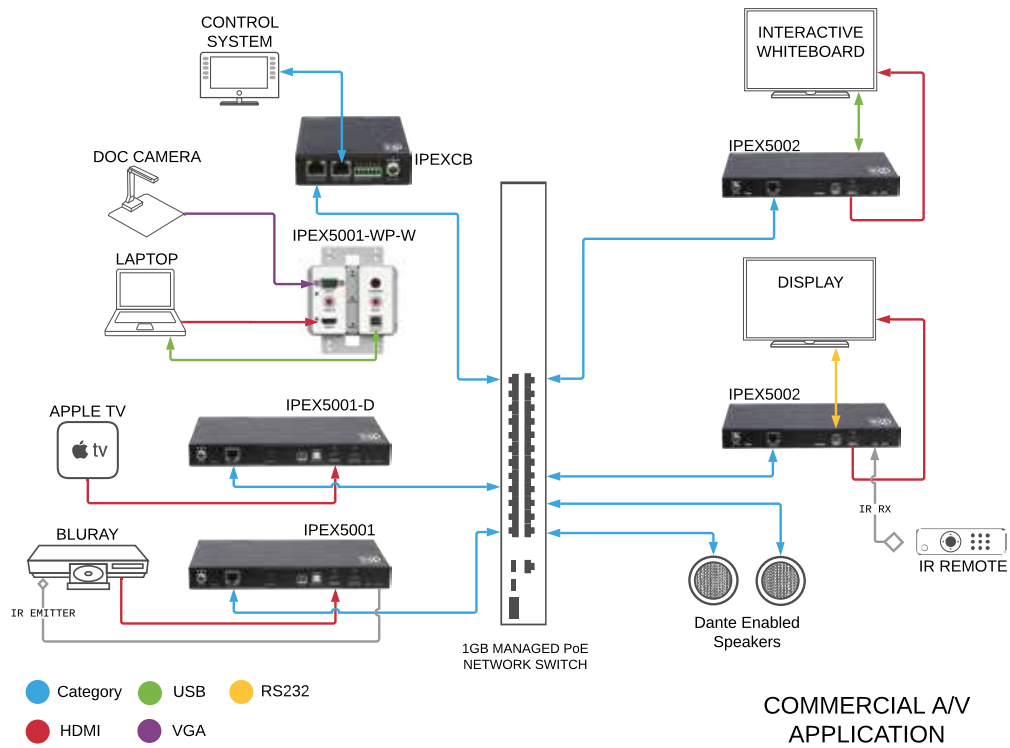 CONTROL
SYSTEM
INTERACTIVE
WHITEBOARD
IPEX5002
IPEXCB
DOC CAMERA
IPEX5001-WP-W
LAPTOP
DISPLAY
IPEX5002
IPEX5001-D
APPLE TV
tv
IR RX
IPEX5001
BLURAY
IR REMOTE
IR EMITTER
Dante Enabled
Speakers
1GB MANAGED PoE
NETWORK SWITCH
Category
USB
RS232
HDMI
VGA
COMMERCIAL A/V
APPLICATION